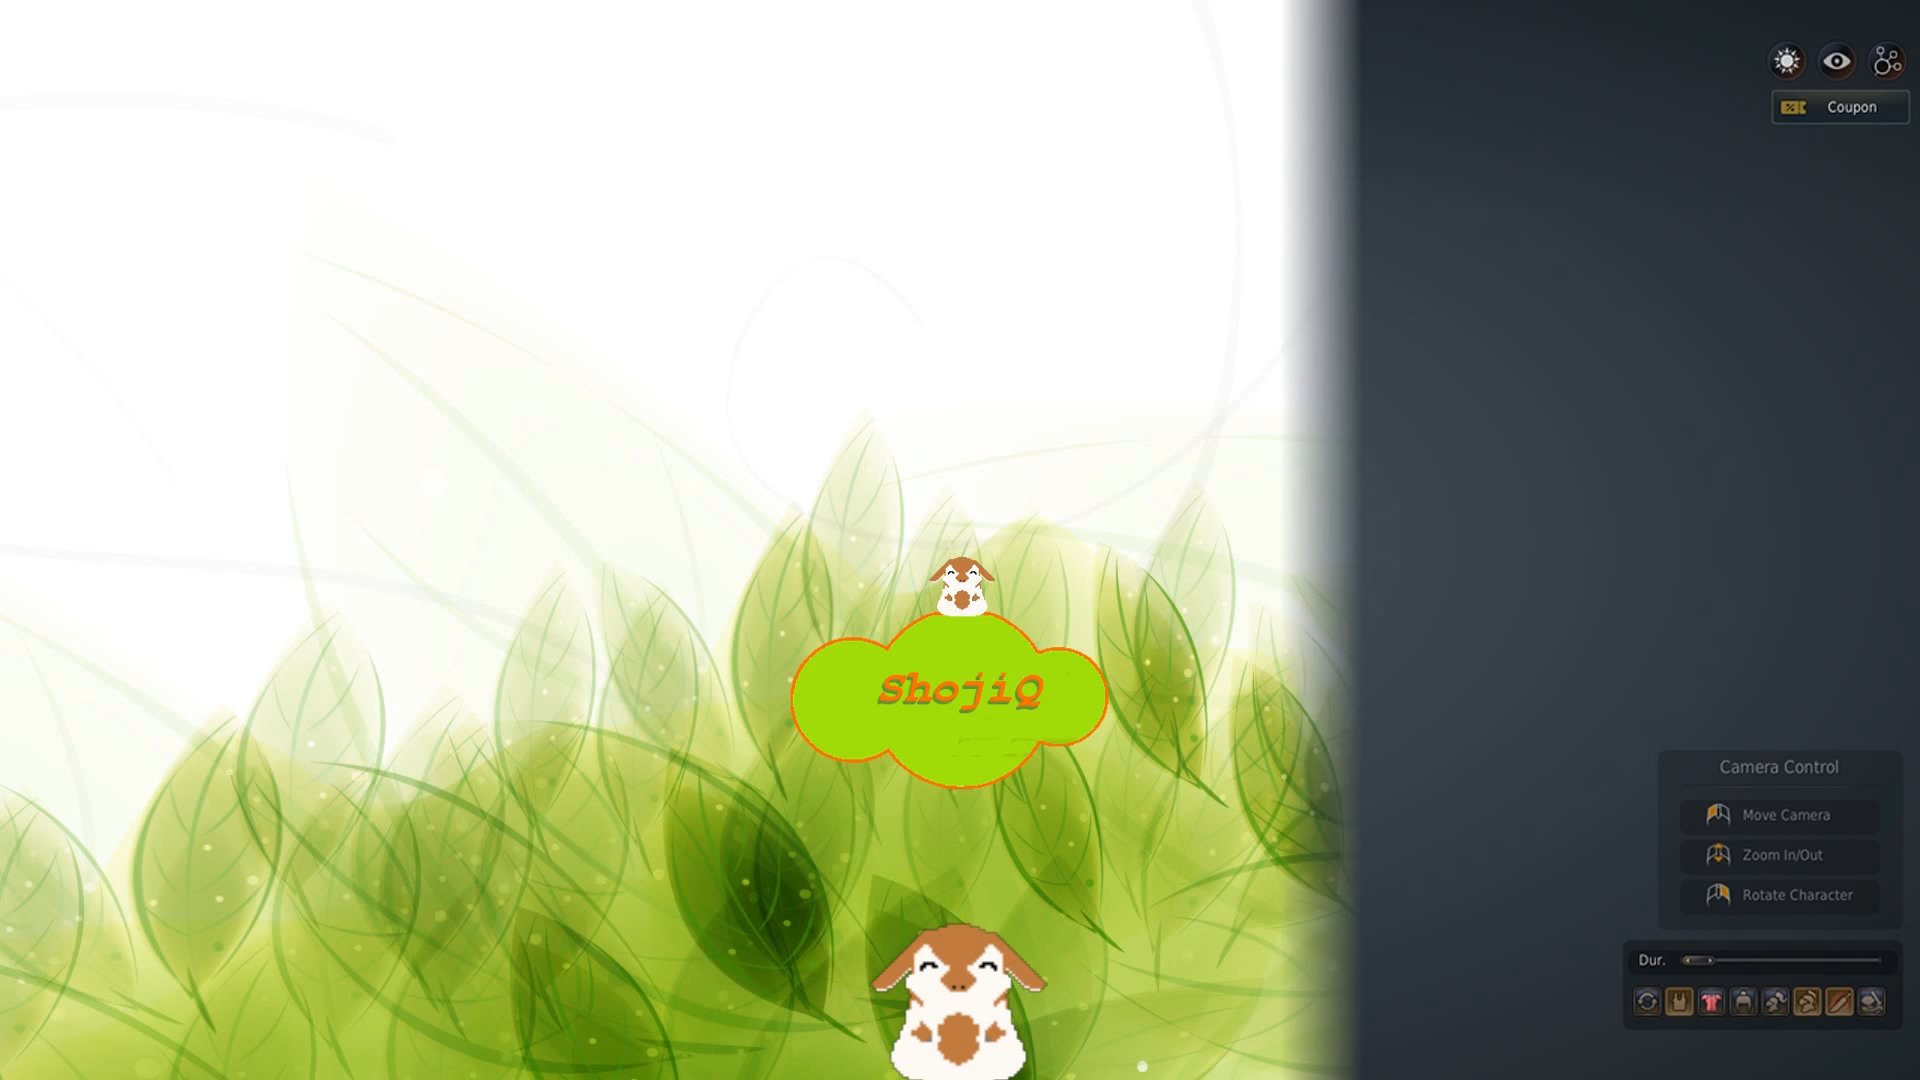 Coupon
ShojiQ
Camera Control
Move Camera
Zoom In/Out
Rotate Character
Dur.